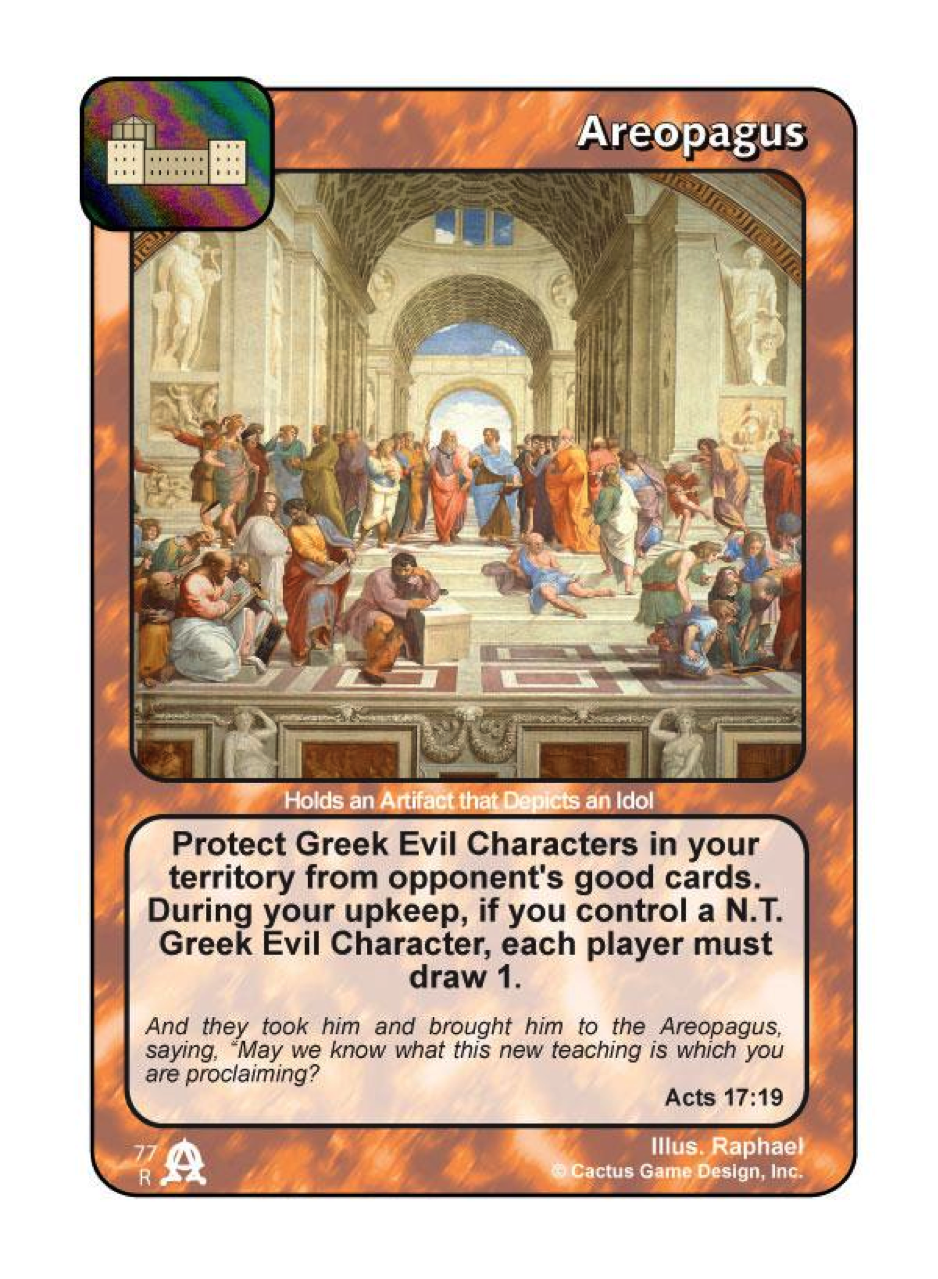 Areopagus
Holds an Artifact that Depicts an Idol
Protect Greek Evil Characters in your
territory from opponent's good cards.
During your upkeep, if you control a N.T.
Greek Evil Character, each player must
draw 1.
And they took him and brought him to the Areopagus,
saying, “May we know what this new teaching is which you
are proclaiming?
Acts 17:19
77
R
Illus. Raphael
© Cactus Game Design, Inc.